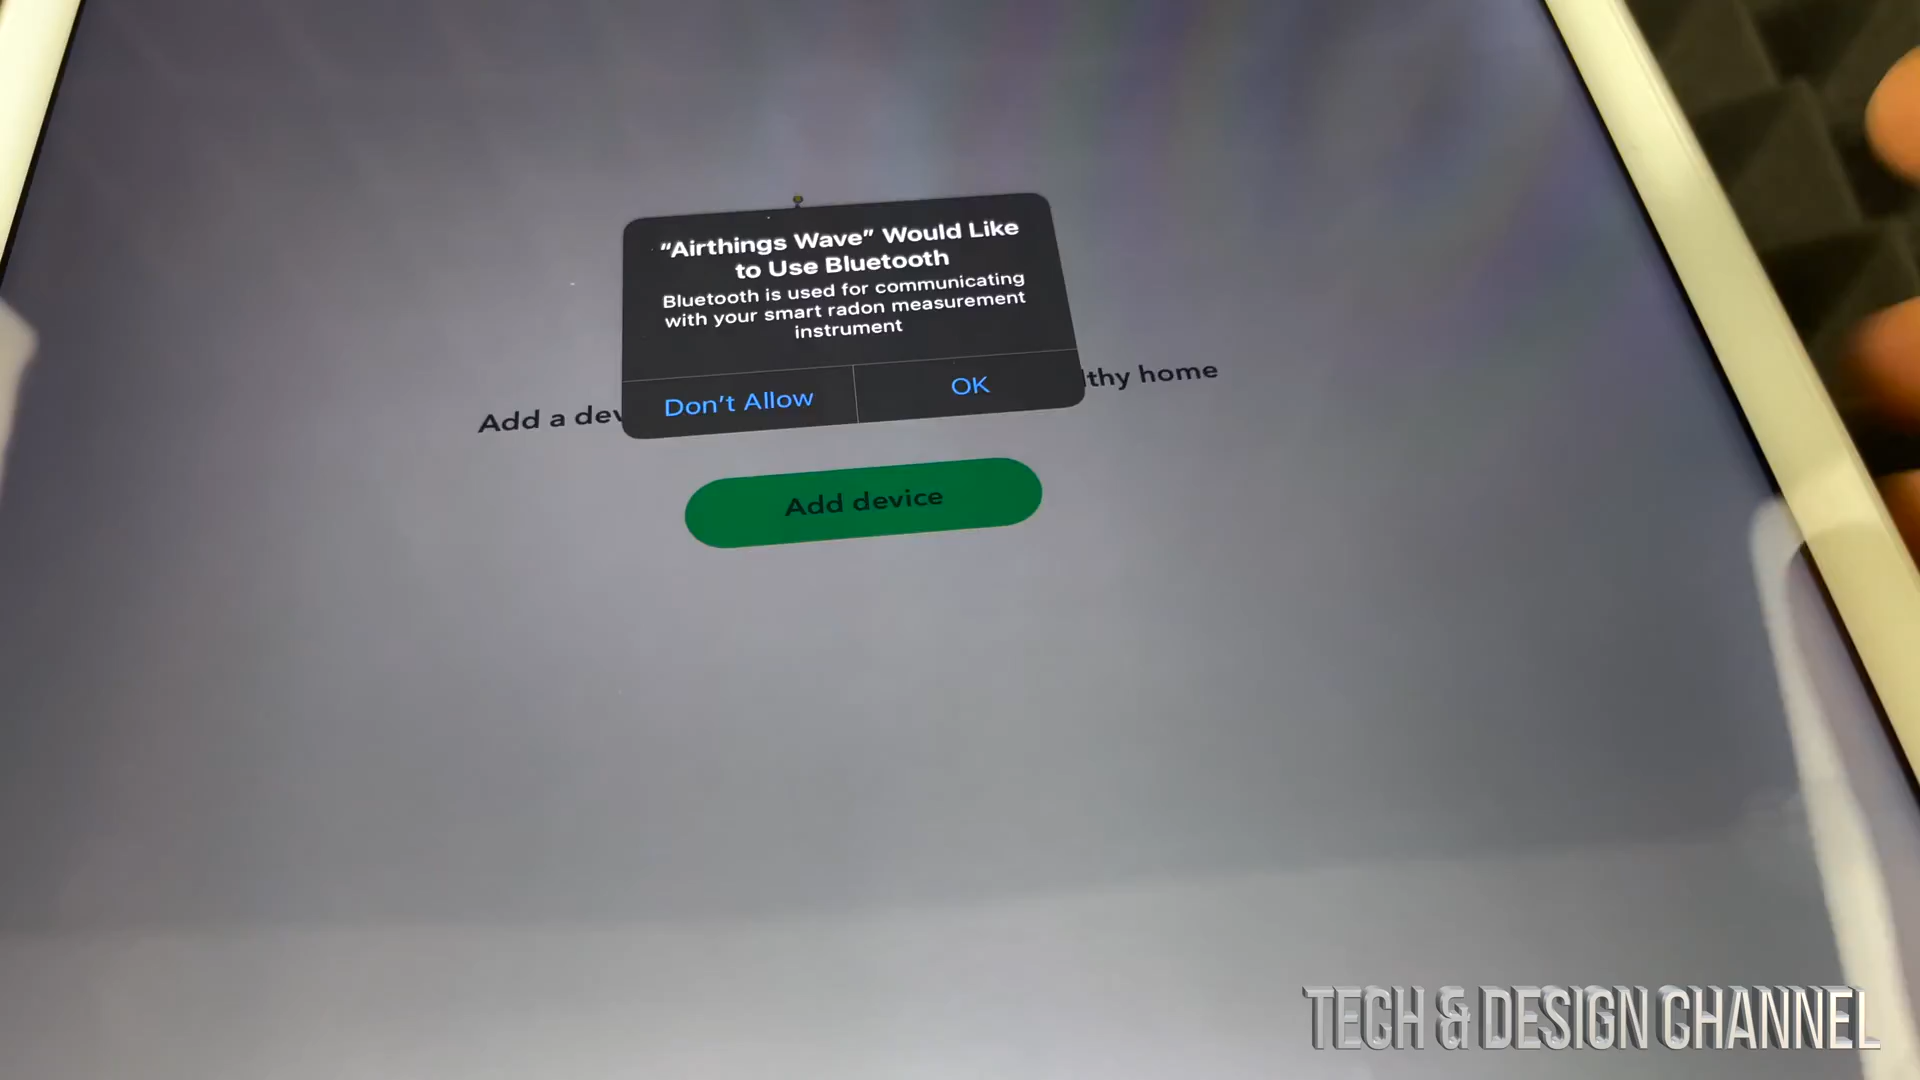 "Airthings Wave" Would Like
to Use Bluetooth
Bluetooth is used for communicating
with your smart radon measurement
instrument
Don't Allow
OK
Add a dev
lthy home
Add device
TECH & DESIGN CHANNEL